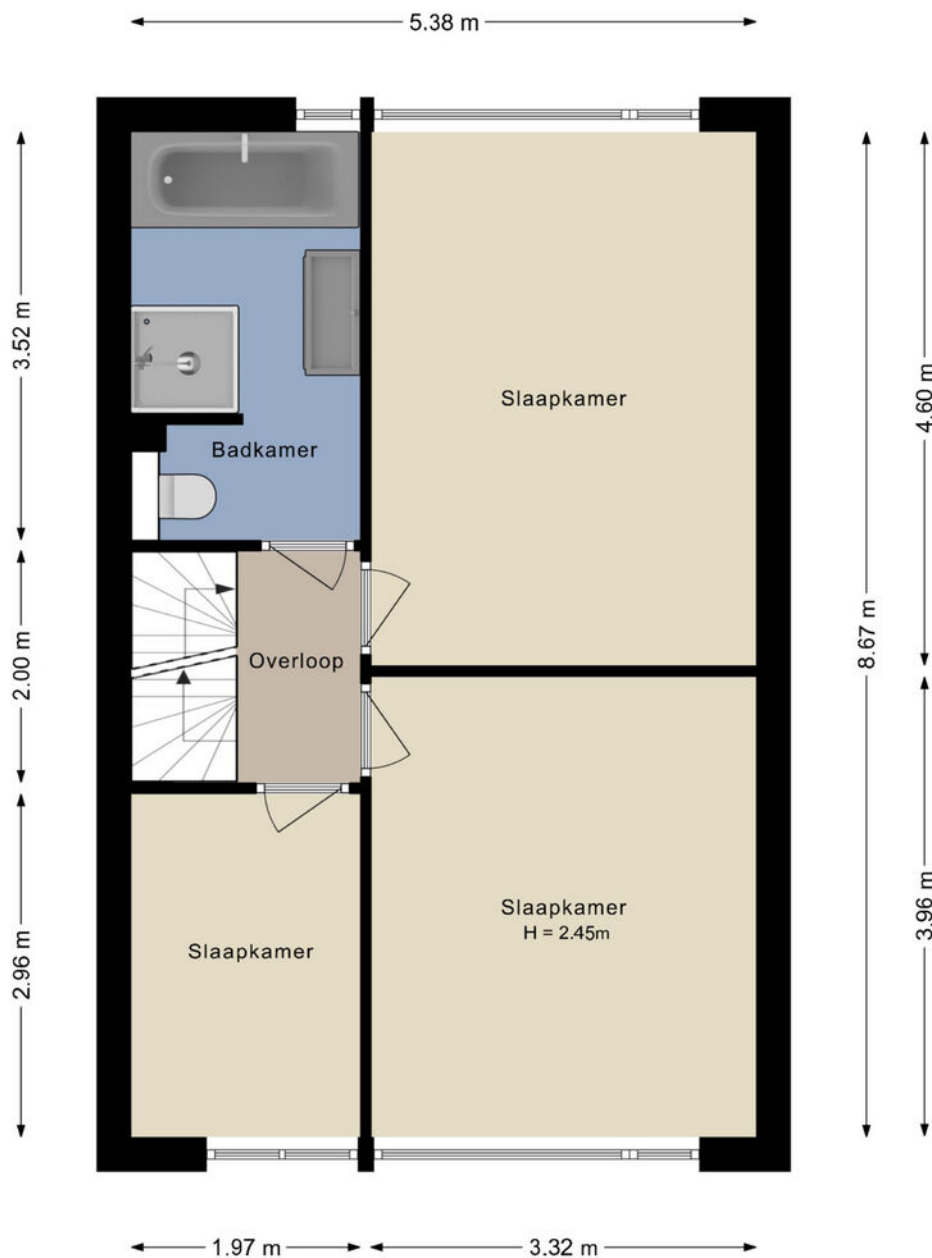 5.38 m
3.52 m
2.00 m
2.96 m
Slaapkamer
Badkamer
Overloop
Slaapkamer
H = 2.45m
Slaapkamer
8.67 m
4.60 m
3.96 m
1.97 m
3.32 m